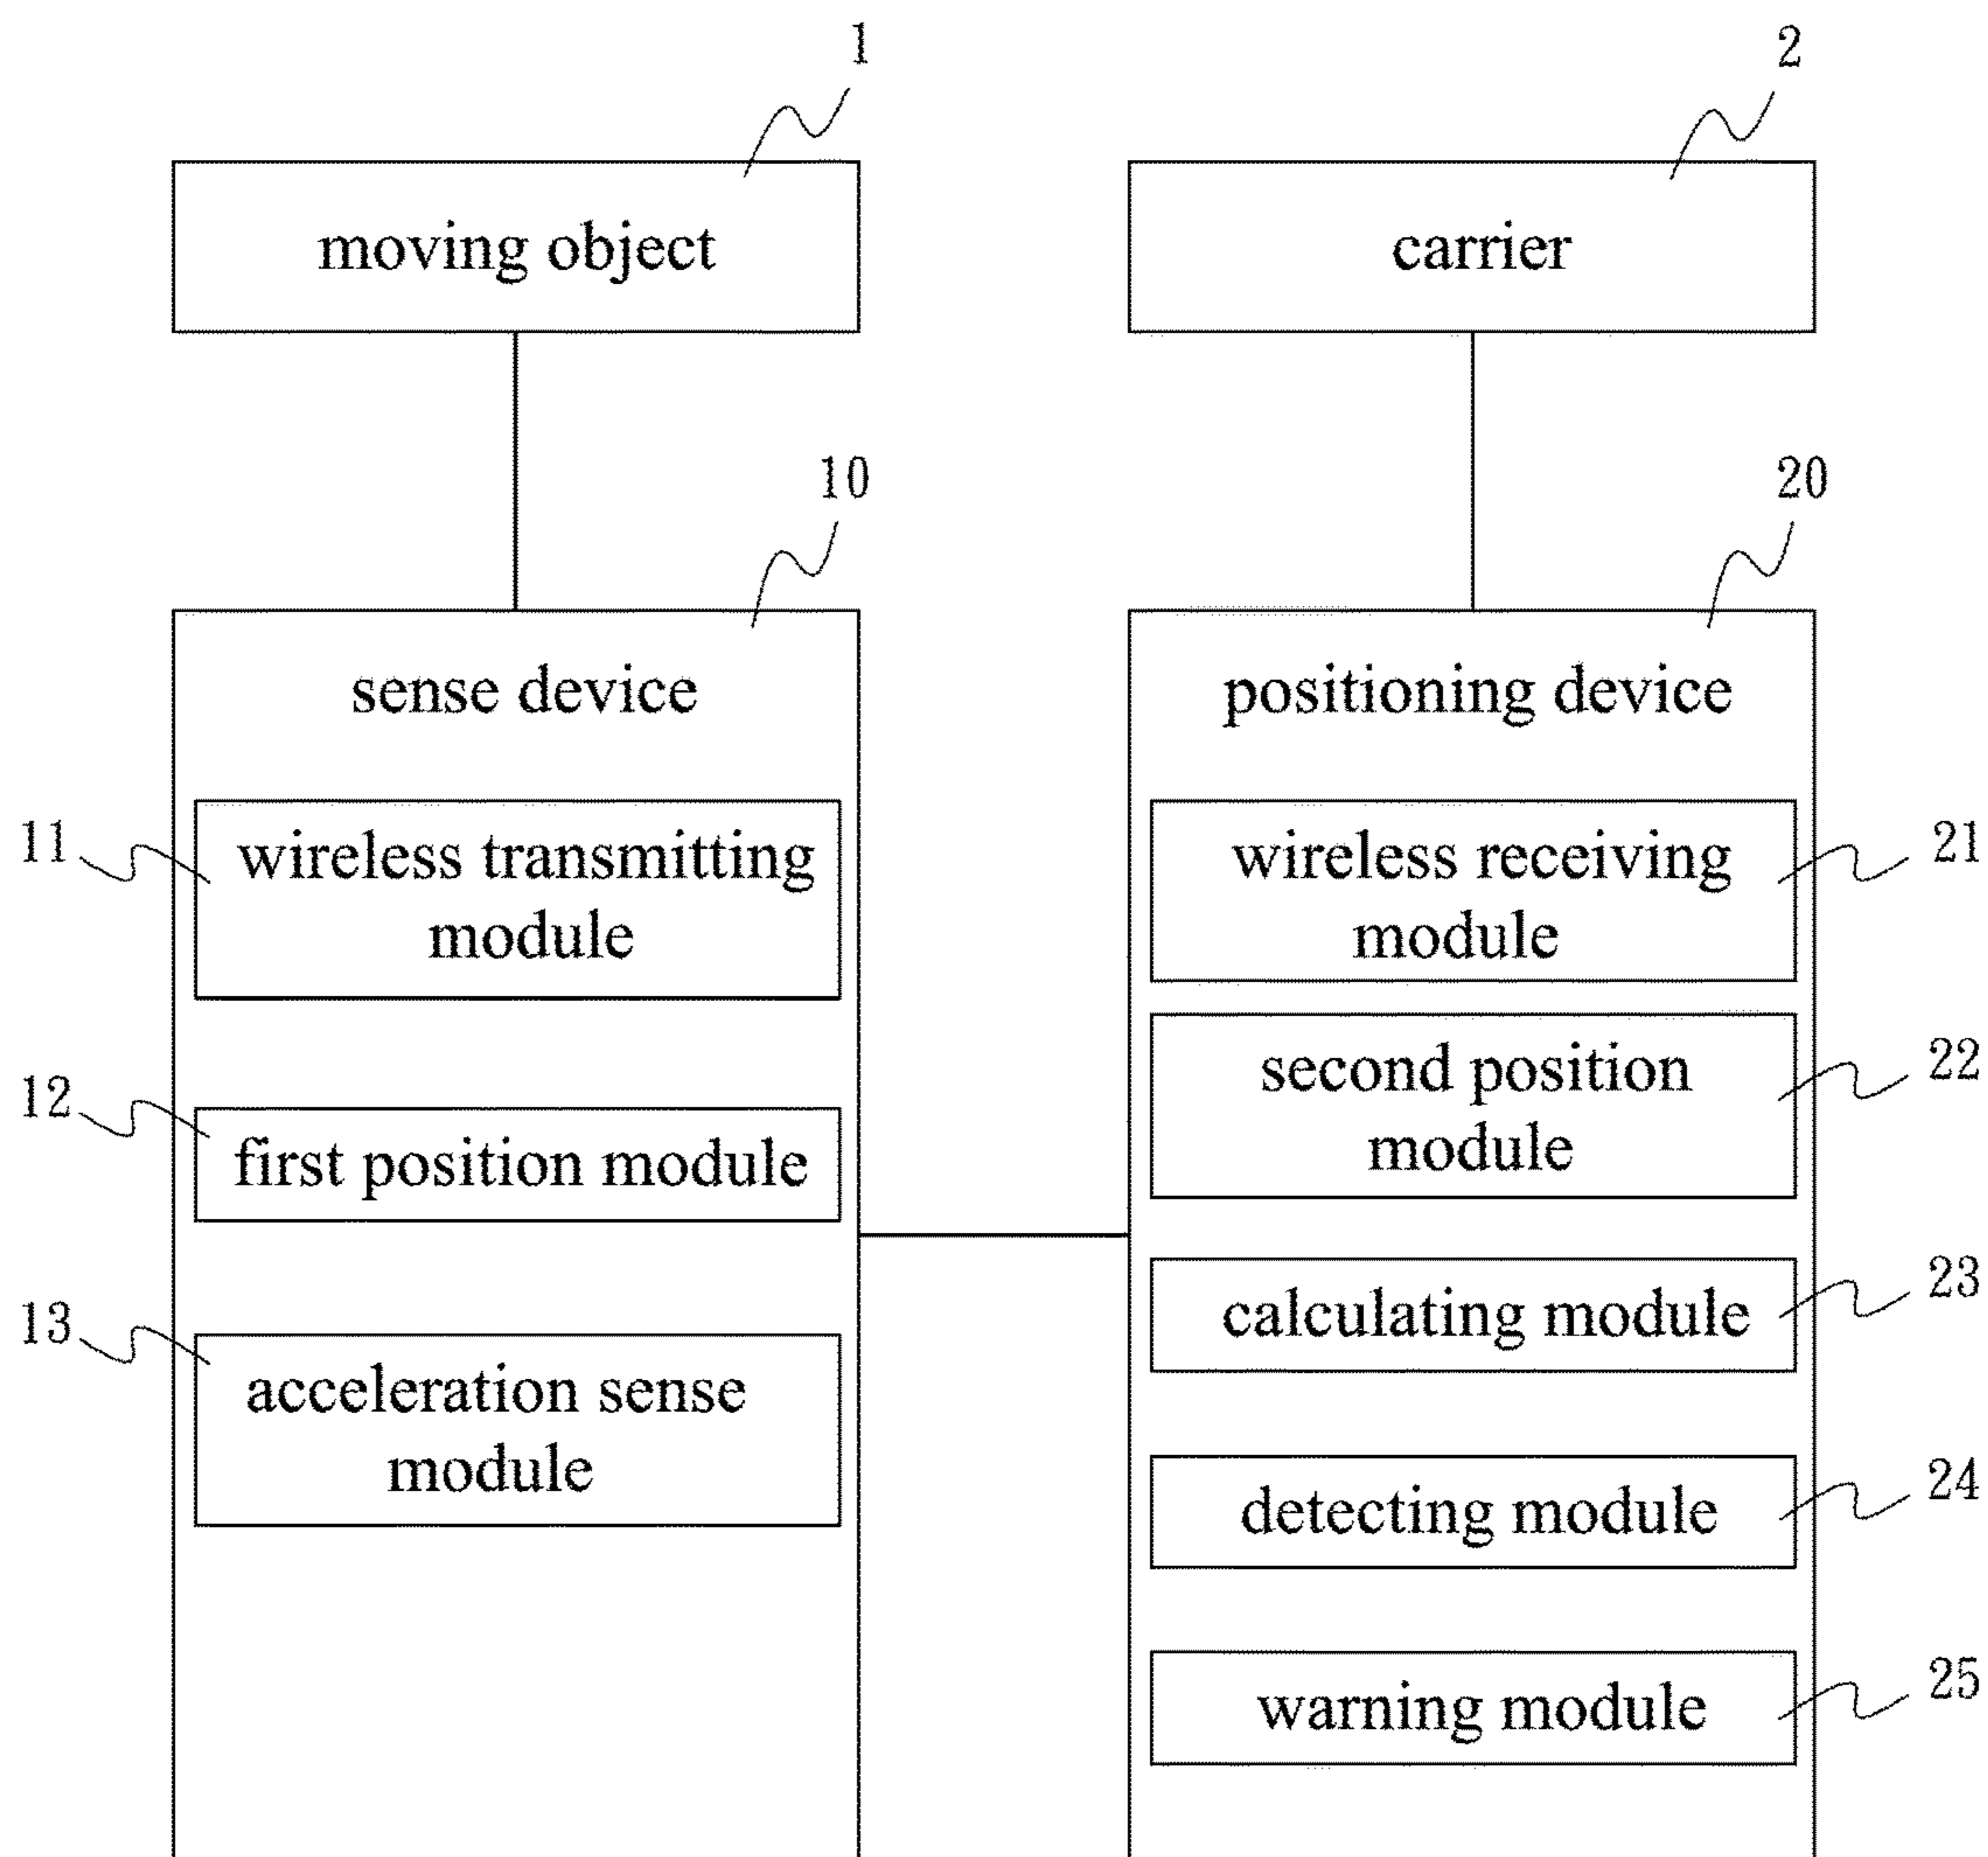 1
2
moving object
carrier
10
20
sense device
positioning device
11
wireless transmitting
module
wireless receiving
module
21
second position
module
22
12
first position module
calculating module
23
13
acceleration sense
module
detecting module
24
warning module
25